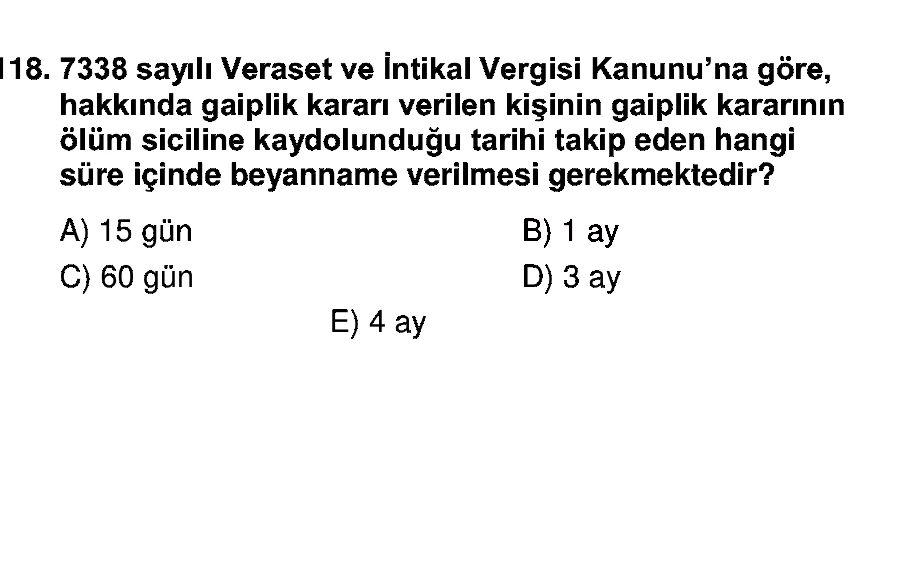 118. 7338 sayılı Veraset ve İntikal Vergisi Kanunu’na göre,
hakkında gaiplik kararı verilen kişinin gaiplik kararının
ölüm siciline kaydolunduğu tarihi takip eden hangi
süre içinde beyanname verilmesi gerekmektedir?
A) 15 gün B) 1 ay
C) 60 gün D) 3 ay
E) 4 ay